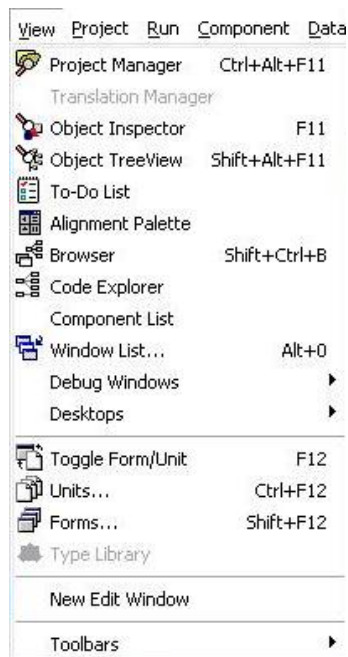 View Project Run Component Data
Project Manager Ctrl+Alt+F11
Translation Manager
Object Inspector F11
Object TreeView Shift+Alt+F11
To-Do List
Alignment Palette
Browser Shift+Ctrl+B
Code Explorer
Component List
Window List... Alt+0
Debug Windows
Desktops
Toggle Form/Unit F12
Units... Ctrl+F12
Forms... Shift+F12
Type Library
New Edit Window
Toolbars